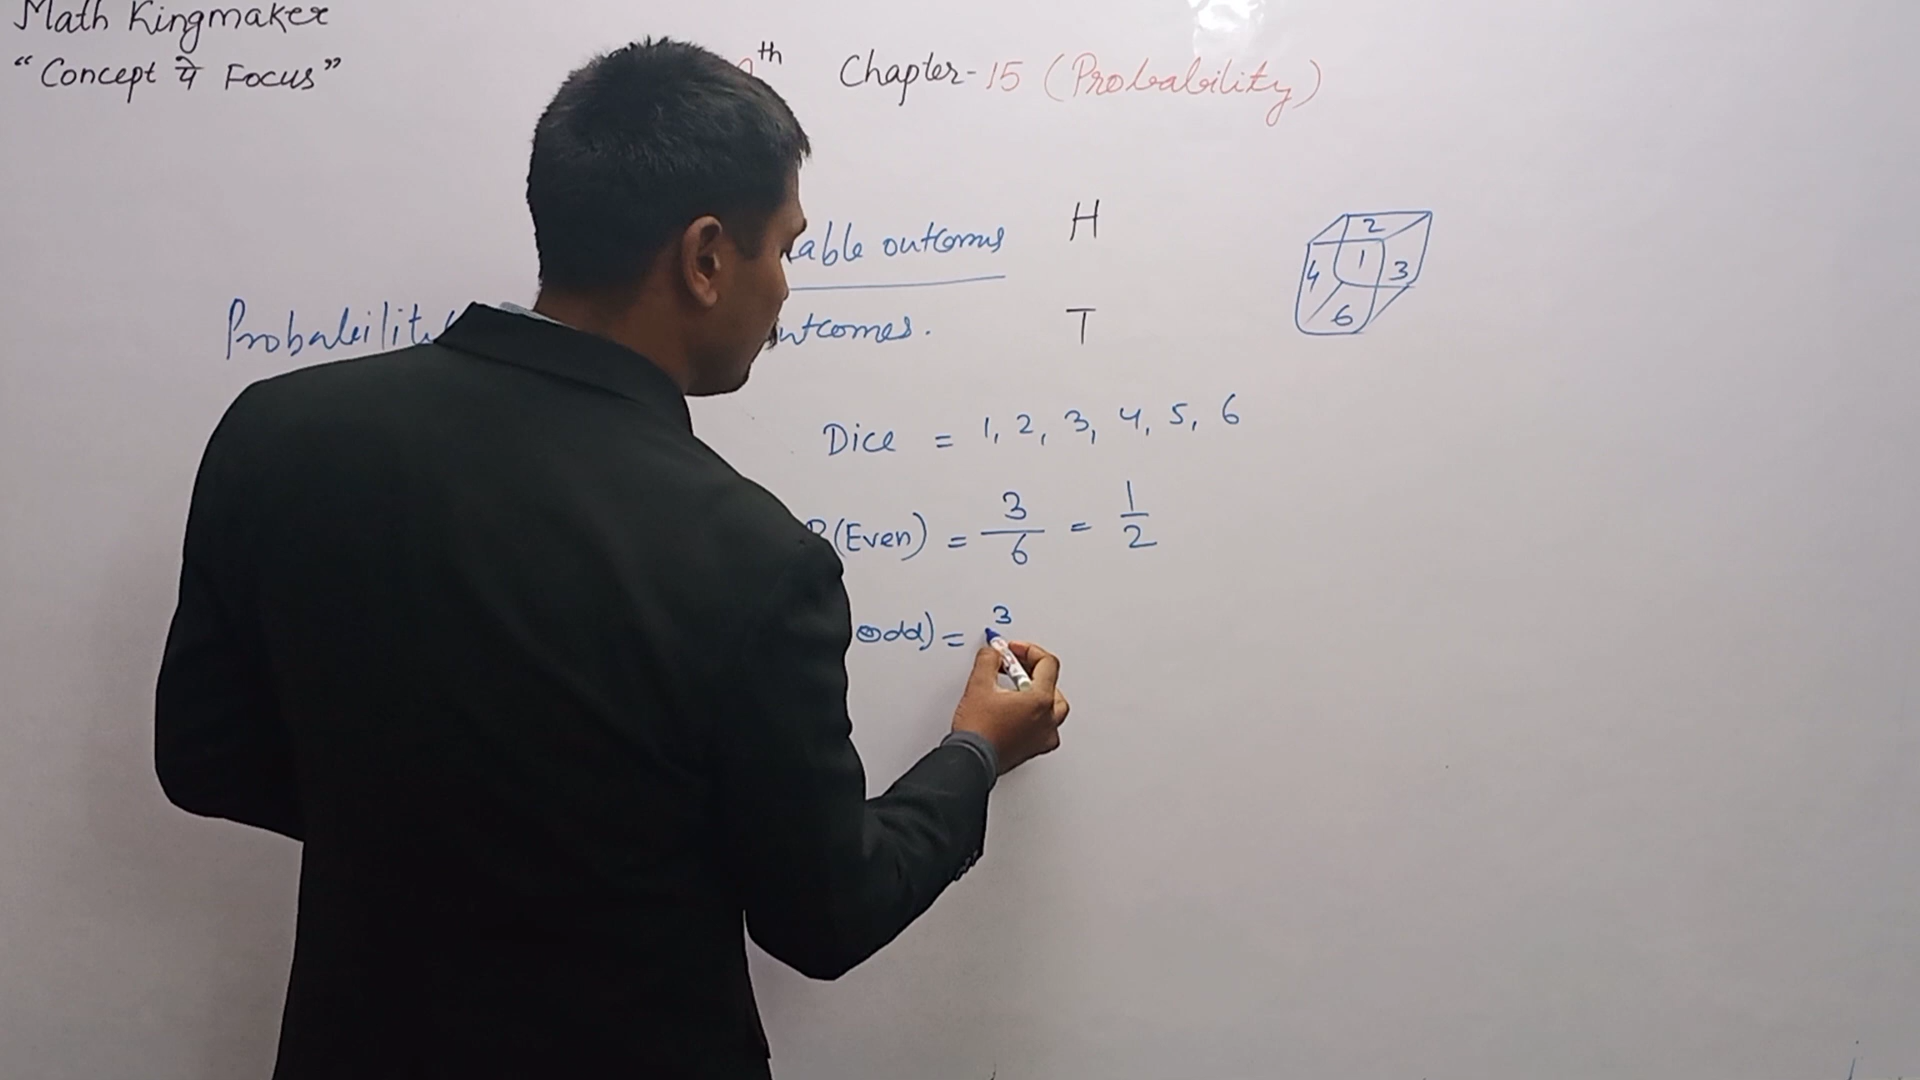 Math Kingmaker
"Concept पे Focus"
th Chapter-15 (Probability)
able outcomes
Probability utcomes.
H
T
2
4 1 3
6
Dice = 1, 2, 3, 4, 5, 6
P(Even) = 3/6 = 1/2
odd) = 3